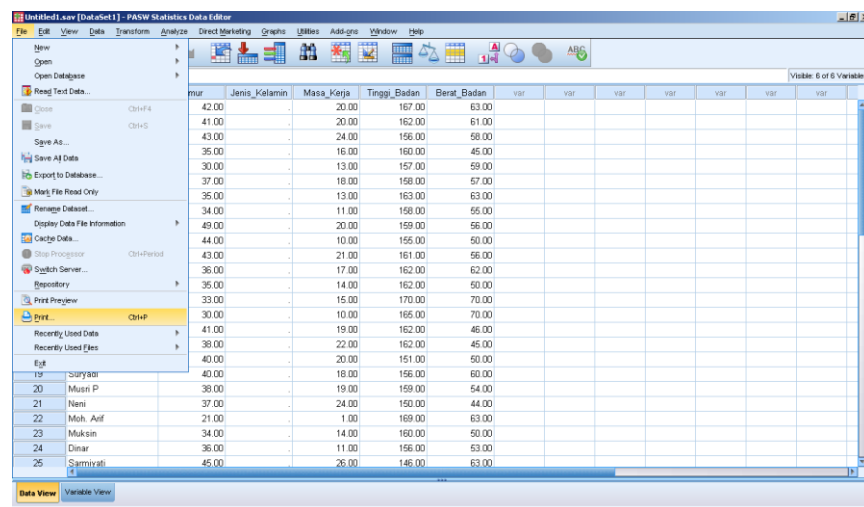 Untitled1.sav [DataSet1] - PASW Statistics Data Editor
File Edit View Data Transform Analyze Direct Marketing Graphs Utilities Add-ons Window Help
New
Open
Open Database
Read Text Data...
Close Ctrl+F4
Save Ctrl+S
Save As...
Save All Data
Export to Database...
Mark File Read Only
Rename Dataset...
Display Data File Information
Cache Data...
Stop Processor Ctrl+Period
Switch Server...
Repository
Print Preview
Print... Ctrl+P
Recently Used Data
Recently Used Files
Exit
Visible: 6 of 6 Variable
mur Jenis_Kelamin Masa_Kerja Tinggi_Badan Berat_Badan var var var var var var
42.00 . 20.00 167.00 63.00
41.00 . 20.00 162.00 61.00
43.00 . 24.00 156.00 58.00
35.00 . 16.00 160.00 45.00
30.00 . 13.00 157.00 59.00
37.00 . 18.00 158.00 57.00
35.00 . 13.00 163.00 63.00
34.00 . 11.00 158.00 55.00
49.00 . 20.00 159.00 56.00
44.00 . 10.00 155.00 50.00
43.00 . 21.00 161.00 56.00
36.00 . 17.00 162.00 62.00
35.00 . 14.00 162.00 50.00
33.00 . 15.00 170.00 70.00
30.00 . 10.00 165.00 70.00
41.00 . 19.00 162.00 46.00
38.00 . 22.00 162.00 45.00
40.00 . 20.00 151.00 50.00
19 Suryadi 40.00 . 18.00 156.00 60.00
20 Musri P 38.00 . 19.00 159.00 54.00
21 Neni 37.00 . 24.00 150.00 44.00
22 Moh. Arif 21.00 . 1.00 169.00 63.00
23 Muksin 34.00 . 14.00 160.00 50.00
24 Dinar 36.00 . 11.00 156.00 53.00
25 Sarmiyati 45.00 . 26.00 146.00 63.00
Data View Variable View